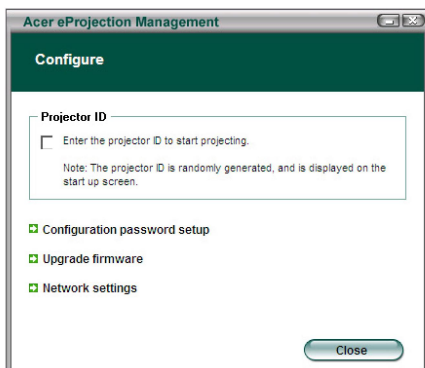 Acer eProjection Management
Configure
Projector ID
Enter the projector ID to start projecting.
Note: The projector ID is randomly generated, and is displayed on the
start up screen.
Configuration password setup
Upgrade firmware
Network settings
Close